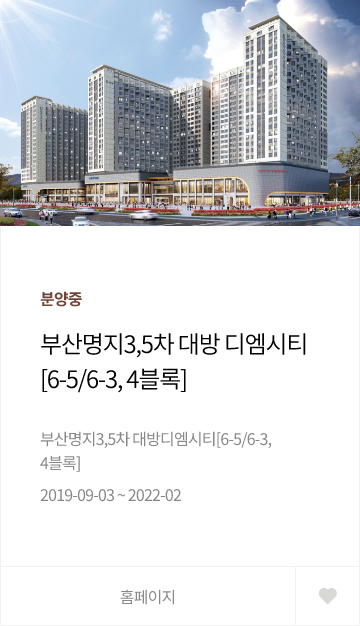 분양중
부산명지3,5차 대방 디엠시티
[6-5/6-3, 4블록]
부산명지3,5차 대방디엠시티[6-5/6-3,
4블록]
2019-09-03 ~ 2022-02
홈페이지